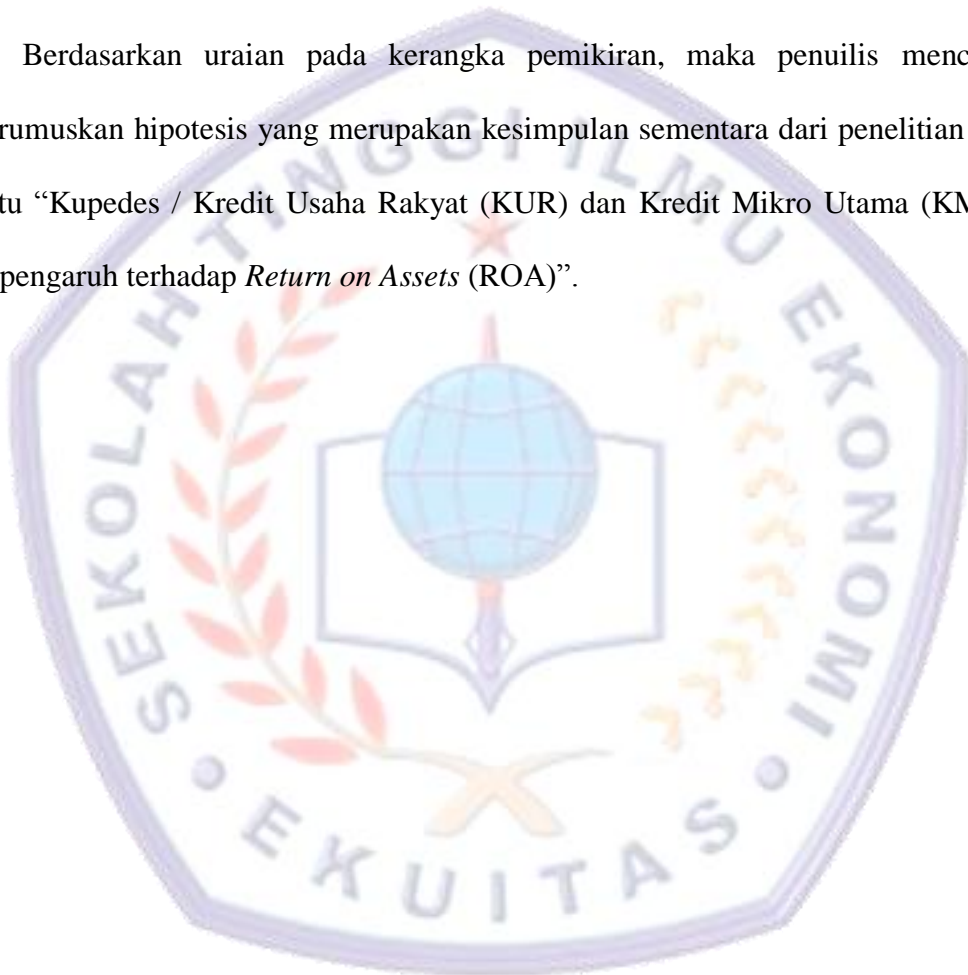 Berdasarkan uraian pada kerangka pemikiran, maka penuilis menc
rumuskan hipotesis yang merupakan kesimpulan sementara dari penelitian
tu “Kupedes / Kredit Usaha Rakyat (KUR) dan Kredit Mikro Utama (KM
pengaruh terhadap Return on Assets (ROA)”.
SEKOLAH TINGGI ILMU EKONOMI
EKUITAS